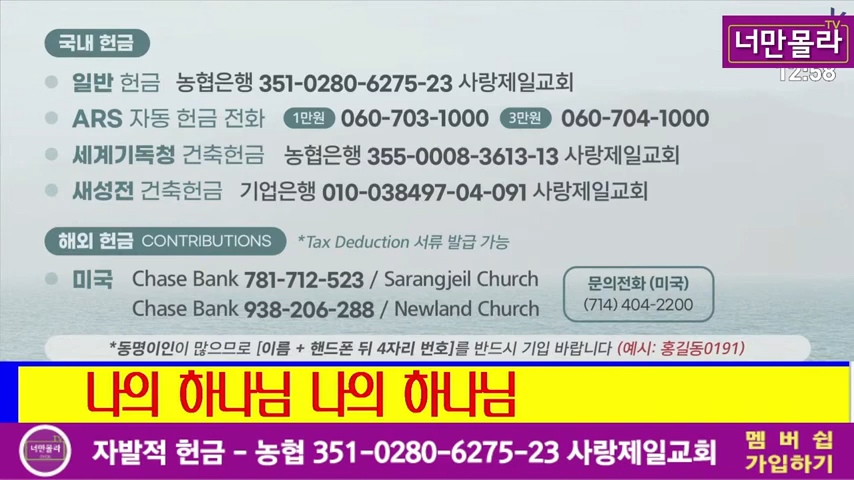 국내 헌금
TV
너만몰라
12:58
일반 헌금 농협은행 351-0280-6275-23 사랑제일교회
ARS 자동 헌금 전화 1만원 060-703-1000 3만원 060-704-1000
세계기독청 건축헌금 농협은행 355-0008-3613-13 사랑제일교회
새성전 건축헌금 기업은행 010-038497-04-091 사랑제일교회
해외 헌금 CONTRIBUTIONS *Tax Deduction 서류 발급 가능
미국 Chase Bank 781-712-523 / Sarangjeil Church
Chase Bank 938-206-288 / Newland Church
문의전화 (미국)
(714) 404-2200
*동명이인이 많으므로 [이름 + 핸드폰 뒤 4자리 번호]를 반드시 기입 바랍니다 (예시: 홍길동0191)
나의 하나님 나의 하나님
너만몰라
자발적 헌금 - 농협 351-0280-6275-23 사랑제일교회
멤버쉽
가입하기